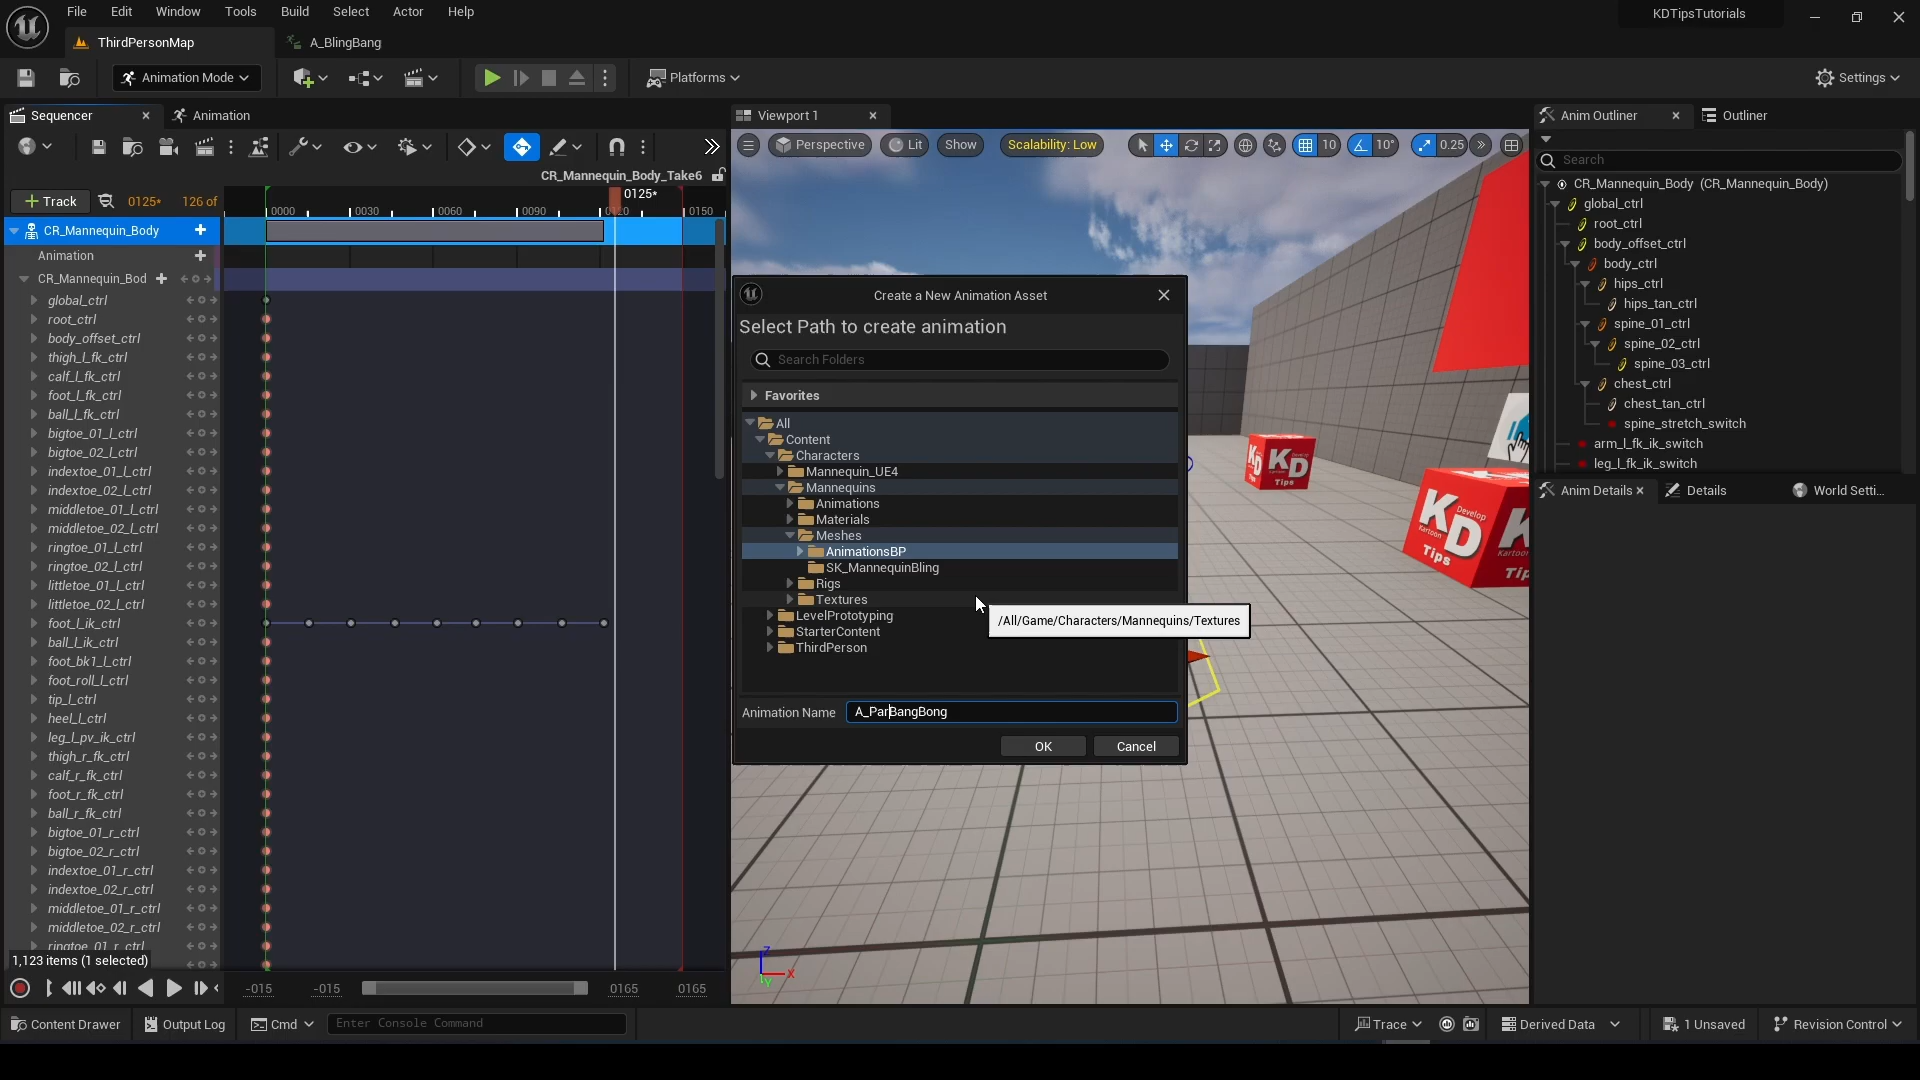 File Edit Window Tools Build Select Actor Help
KDTipsTutorials
ThirdPersonMap
A_BlingBang
Animation Mode
Platforms
Settings
Sequencer
Animation
CR_Mannequin_Body_Take6
Track
0125*
126 of
0125*
0000 0030 0060 0090 0120 0150
CR_Mannequin_Body
Animation
CR_Mannequin_Bod
global_ctrl
root_ctrl
body_offset_ctrl
thigh_l_fk_ctrl
calf_l_fk_ctrl
foot_l_fk_ctrl
ball_l_fk_ctrl
bigtoe_01_l_ctrl
bigtoe_02_l_ctrl
indextoe_01_l_ctrl
indextoe_02_l_ctrl
middletoe_01_l_ctrl
middletoe_02_l_ctrl
ringtoe_01_l_ctrl
ringtoe_02_l_ctrl
littletoe_01_l_ctrl
littletoe_02_l_ctrl
foot_l_ik_ctrl
ball_l_ik_ctrl
foot_bk1_l_ctrl
foot_roll_l_ctrl
tip_l_ctrl
heel_l_ctrl
leg_l_pv_ik_ctrl
thigh_r_fk_ctrl
calf_r_fk_ctrl
foot_r_fk_ctrl
ball_r_fk_ctrl
bigtoe_01_r_ctrl
bigtoe_02_r_ctrl
indextoe_01_r_ctrl
indextoe_02_r_ctrl
middletoe_01_r_ctrl
middletoe_02_r_ctrl
ringtoe_01_r_ctrl
1,123 items (1 selected)
-015
-015
0165
0165
Viewport 1
Perspective
Lit
Show
Scalability: Low
10
10°
0.25
Create a New Animation Asset
Select Path to create animation
Search Folders
Favorites
All
Content
Characters
Mannequin_UE4
Mannequins
Animations
Materials
Meshes
AnimationsBP
SK_MannequinBling
Rigs
Textures
LevelPrototyping
StarterContent
ThirdPerson
/All/Game/Characters/Mannequins/Textures
Animation Name
A_ParBangBong
OK
Cancel
KD
KD
Tips
KD
Develop
Kartoon
Tips
Z
X
Y
Anim Outliner
Outliner
Search
CR_Mannequin_Body (CR_Mannequin_Body)
global_ctrl
root_ctrl
body_offset_ctrl
body_ctrl
hips_ctrl
hips_tan_ctrl
spine_01_ctrl
spine_02_ctrl
spine_03_ctrl
chest_ctrl
chest_tan_ctrl
spine_stretch_switch
arm_l_fk_ik_switch
leg_l_fk_ik_switch
Anim Details
Details
World Setti...
Content Drawer
Output Log
Cmd
Enter Console Command
Trace
Derived Data
1 Unsaved
Revision Control